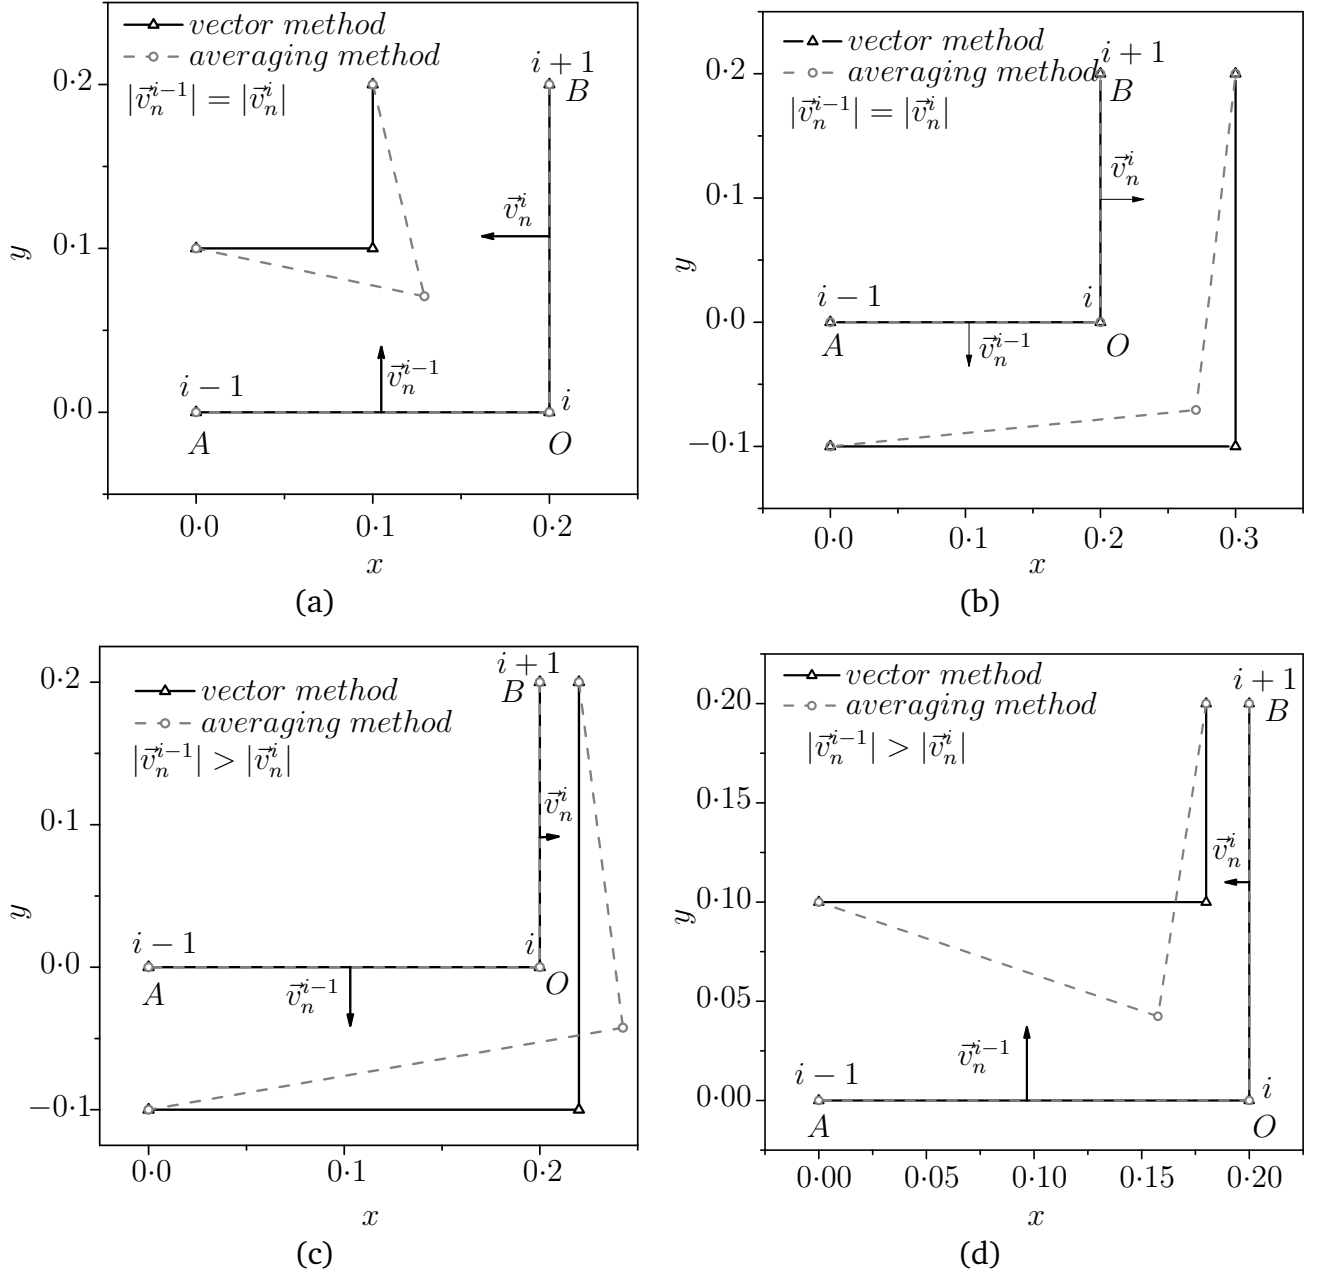 vector method
averaging method
|v⃗ₙⁱ⁻¹| = |v⃗ₙⁱ|
i + 1
B
0·2
v⃗ₙⁱ
0·1
y
i − 1
v⃗ₙⁱ⁻¹
0·0
i
A
O
0·0 0·1 0·2
x
(a)
vector method
averaging method
|v⃗ₙⁱ⁻¹| = |v⃗ₙⁱ|
i + 1
B
0·2
v⃗ₙⁱ
0·1
y
i − 1
i
0·0
A
v⃗ₙⁱ⁻¹
O
−0·1
0·0 0·1 0·2 0·3
x
(b)
i + 1
B
0·2
vector method
averaging method
|v⃗ₙⁱ⁻¹| > |v⃗ₙⁱ|
v⃗ₙⁱ
0·1
y
i − 1
i
0·0
A
v⃗ₙⁱ⁻¹
O
−0·1
0·0 0·1 0·2
x
(c)
vector method
averaging method
|v⃗ₙⁱ⁻¹| > |v⃗ₙⁱ|
i + 1
B
0·20
0·15
v⃗ₙⁱ
0·10
y
0·05
v⃗ₙⁱ⁻¹
i − 1
i
0·00
A
O
0·00 0·05 0·10 0·15 0·20
x
(d)